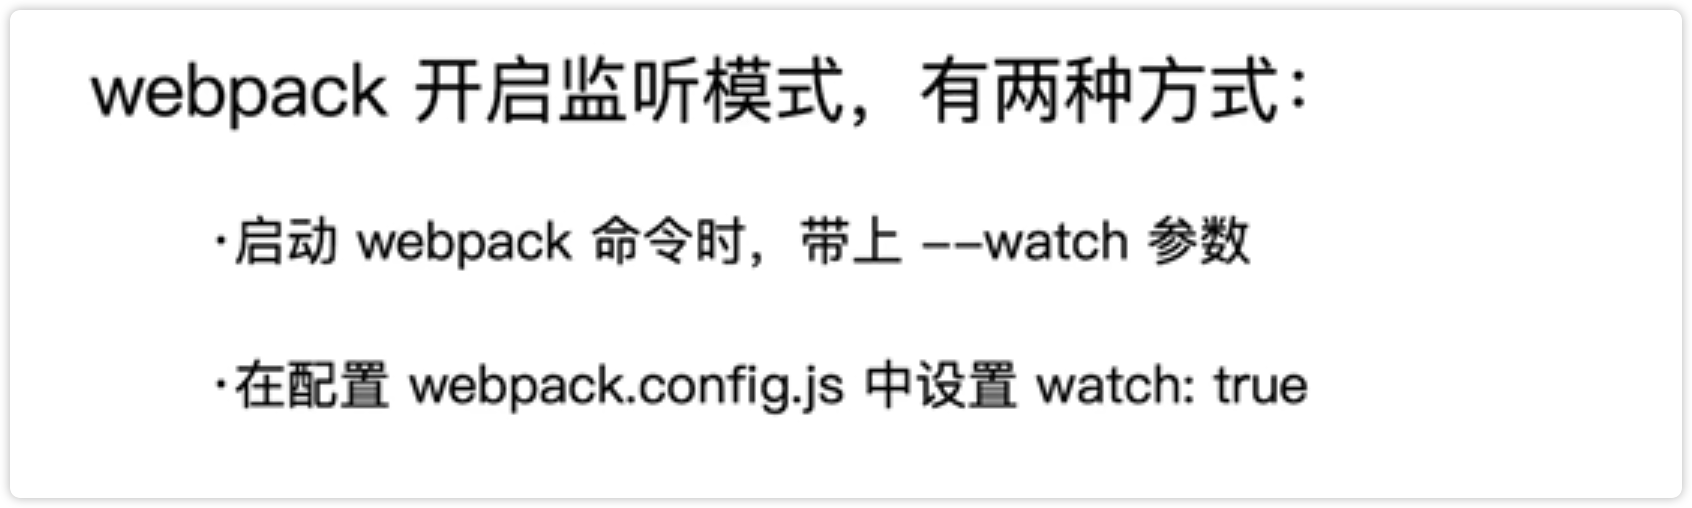 webpack 开启监听模式，有两种方式：
·启动 webpack 命令时，带上 --watch 参数
·在配置 webpack.config.js 中设置 watch: true